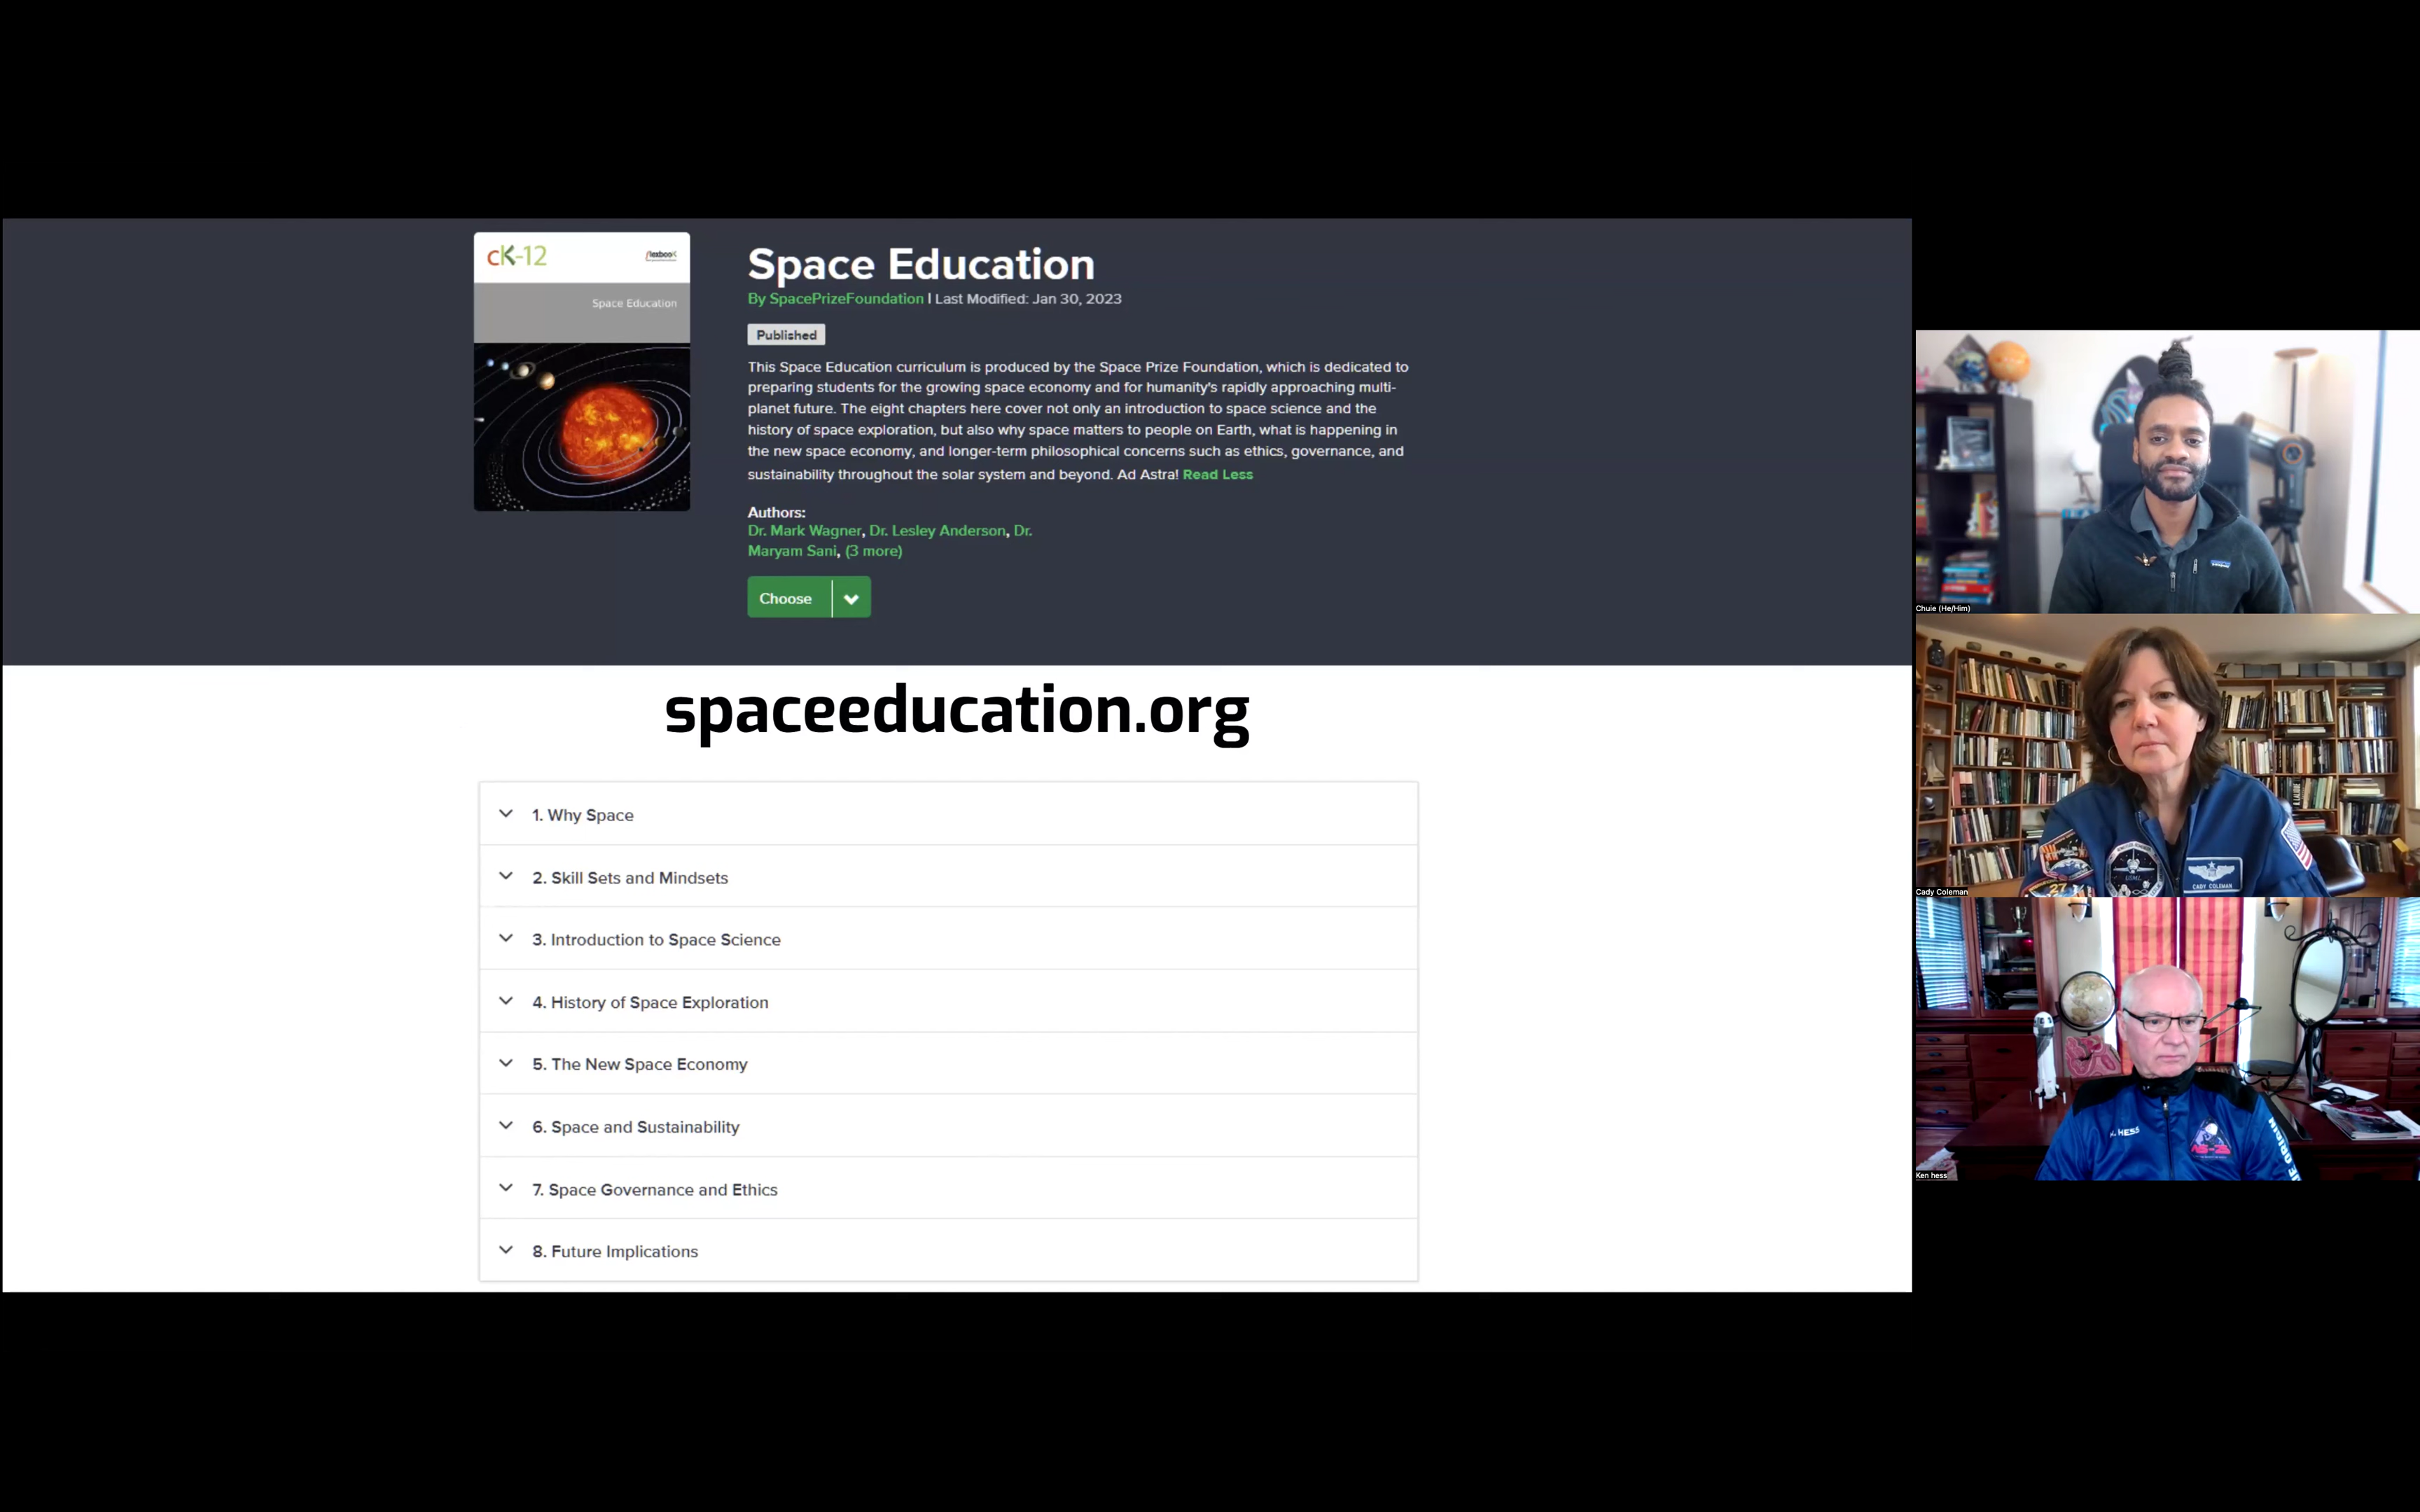 cK-12
flexbook
Space Education
Space Education
By SpacePrizeFoundation | Last Modified: Jan 30, 2023
Published
This Space Education curriculum is produced by the Space Prize Foundation, which is dedicated to
preparing students for the growing space economy and for humanity's rapidly approaching multi-
planet future. The eight chapters here cover not only an introduction to space science and the
history of space exploration, but also why space matters to people on Earth, what is happening in
the new space economy, and longer-term philosophical concerns such as ethics, governance, and
sustainability throughout the solar system and beyond. Ad Astra! Read Less
Authors:
Dr. Mark Wagner, Dr. Lesley Anderson, Dr.
Maryam Sani, (3 more)
Choose
spaceeducation.org
1. Why Space
2. Skill Sets and Mindsets
3. Introduction to Space Science
4. History of Space Exploration
5. The New Space Economy
6. Space and Sustainability
7. Space Governance and Ethics
8. Future Implications
Chuie (He/Him)
CADY COLEMAN
27
Cady Coleman
HESS
ORIGIN
Ken hess